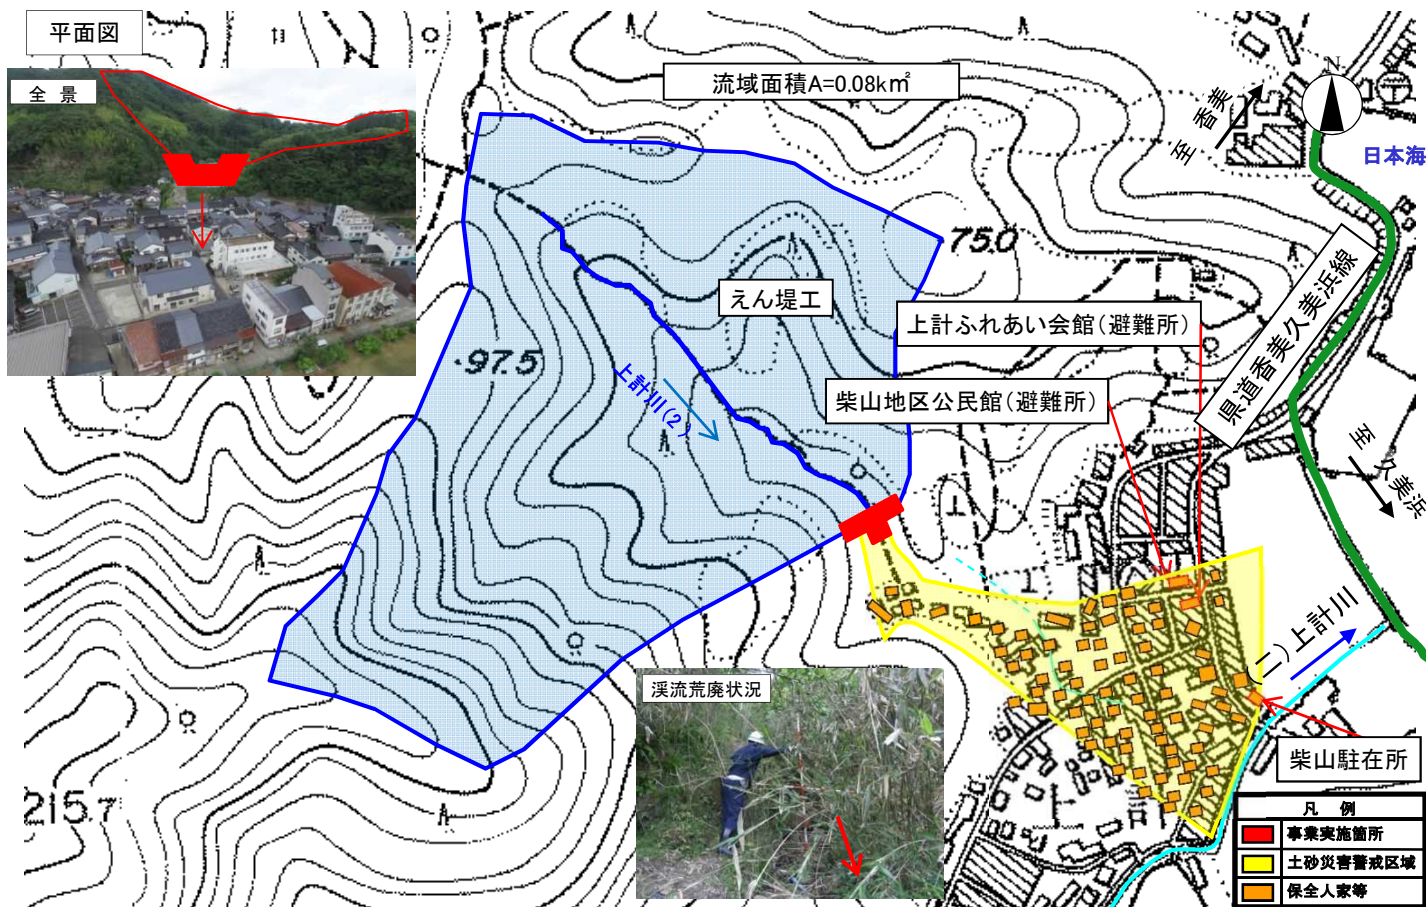 平面図
全 景
流域面積A=0.08k㎡
N
至 香美
日本海
75.0
えん堤工
上計ふれあい会館(避難所)
県道香美久美浜線
・97.5
上計川(2)
柴山地区公民館(避難所)
至 久美浜
(二)上計川
渓流荒廃状況
柴山駐在所
215.7
凡 例
事業実施箇所
土砂災害警戒区域
保全人家等